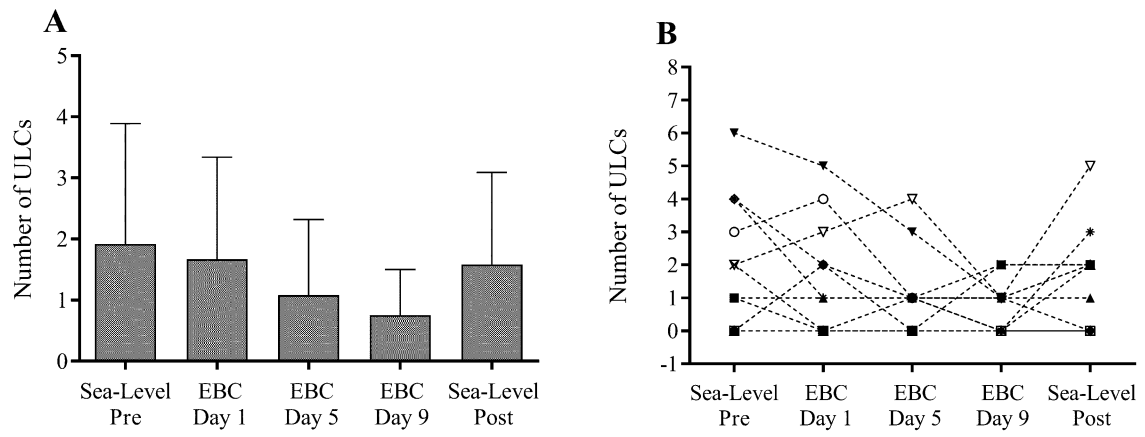 A
Number of ULCs
5
4
3
2
1
0
Sea-Level Pre
EBC Day 1
EBC Day 5
EBC Day 9
Sea-Level Post
B
Number of ULCs
8
7
6
5
4
3
2
1
0
-1
Sea-Level Pre
EBC Day 1
EBC Day 5
EBC Day 9
Sea-Level Post